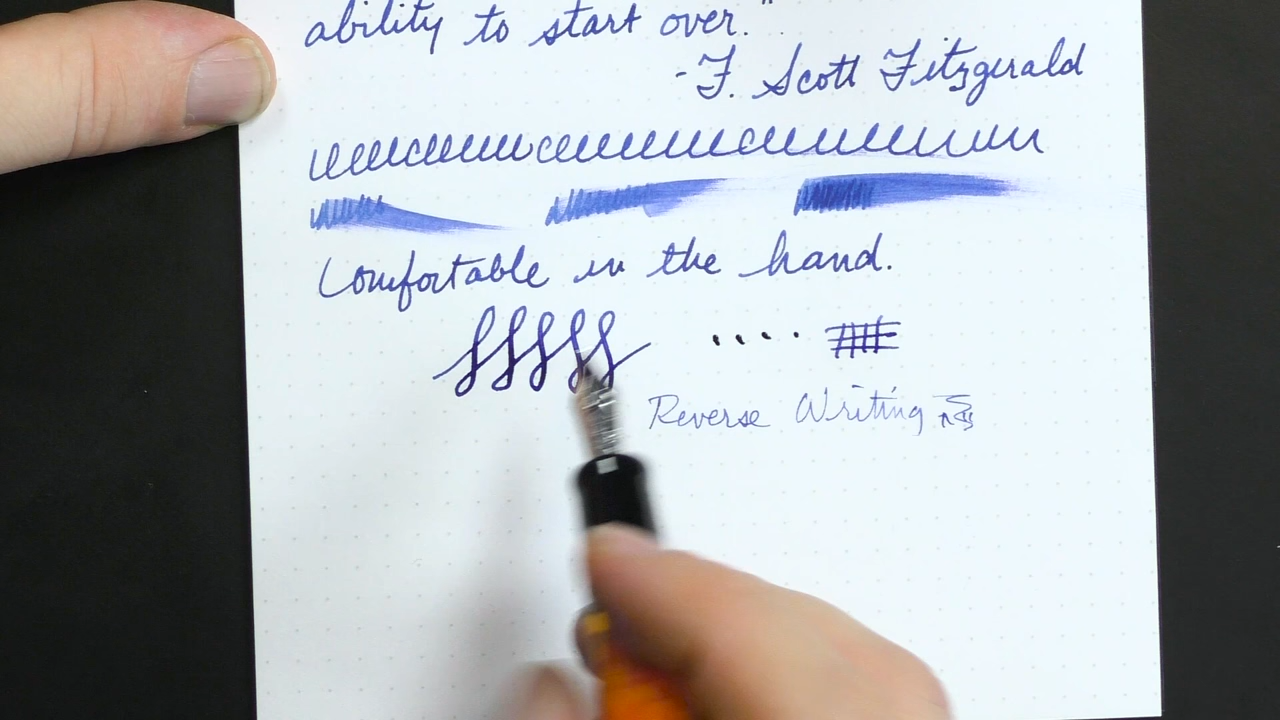 ability to start over."
-F. Scott Fitzgerald
Comfortable in the hand.
Reverse Writing